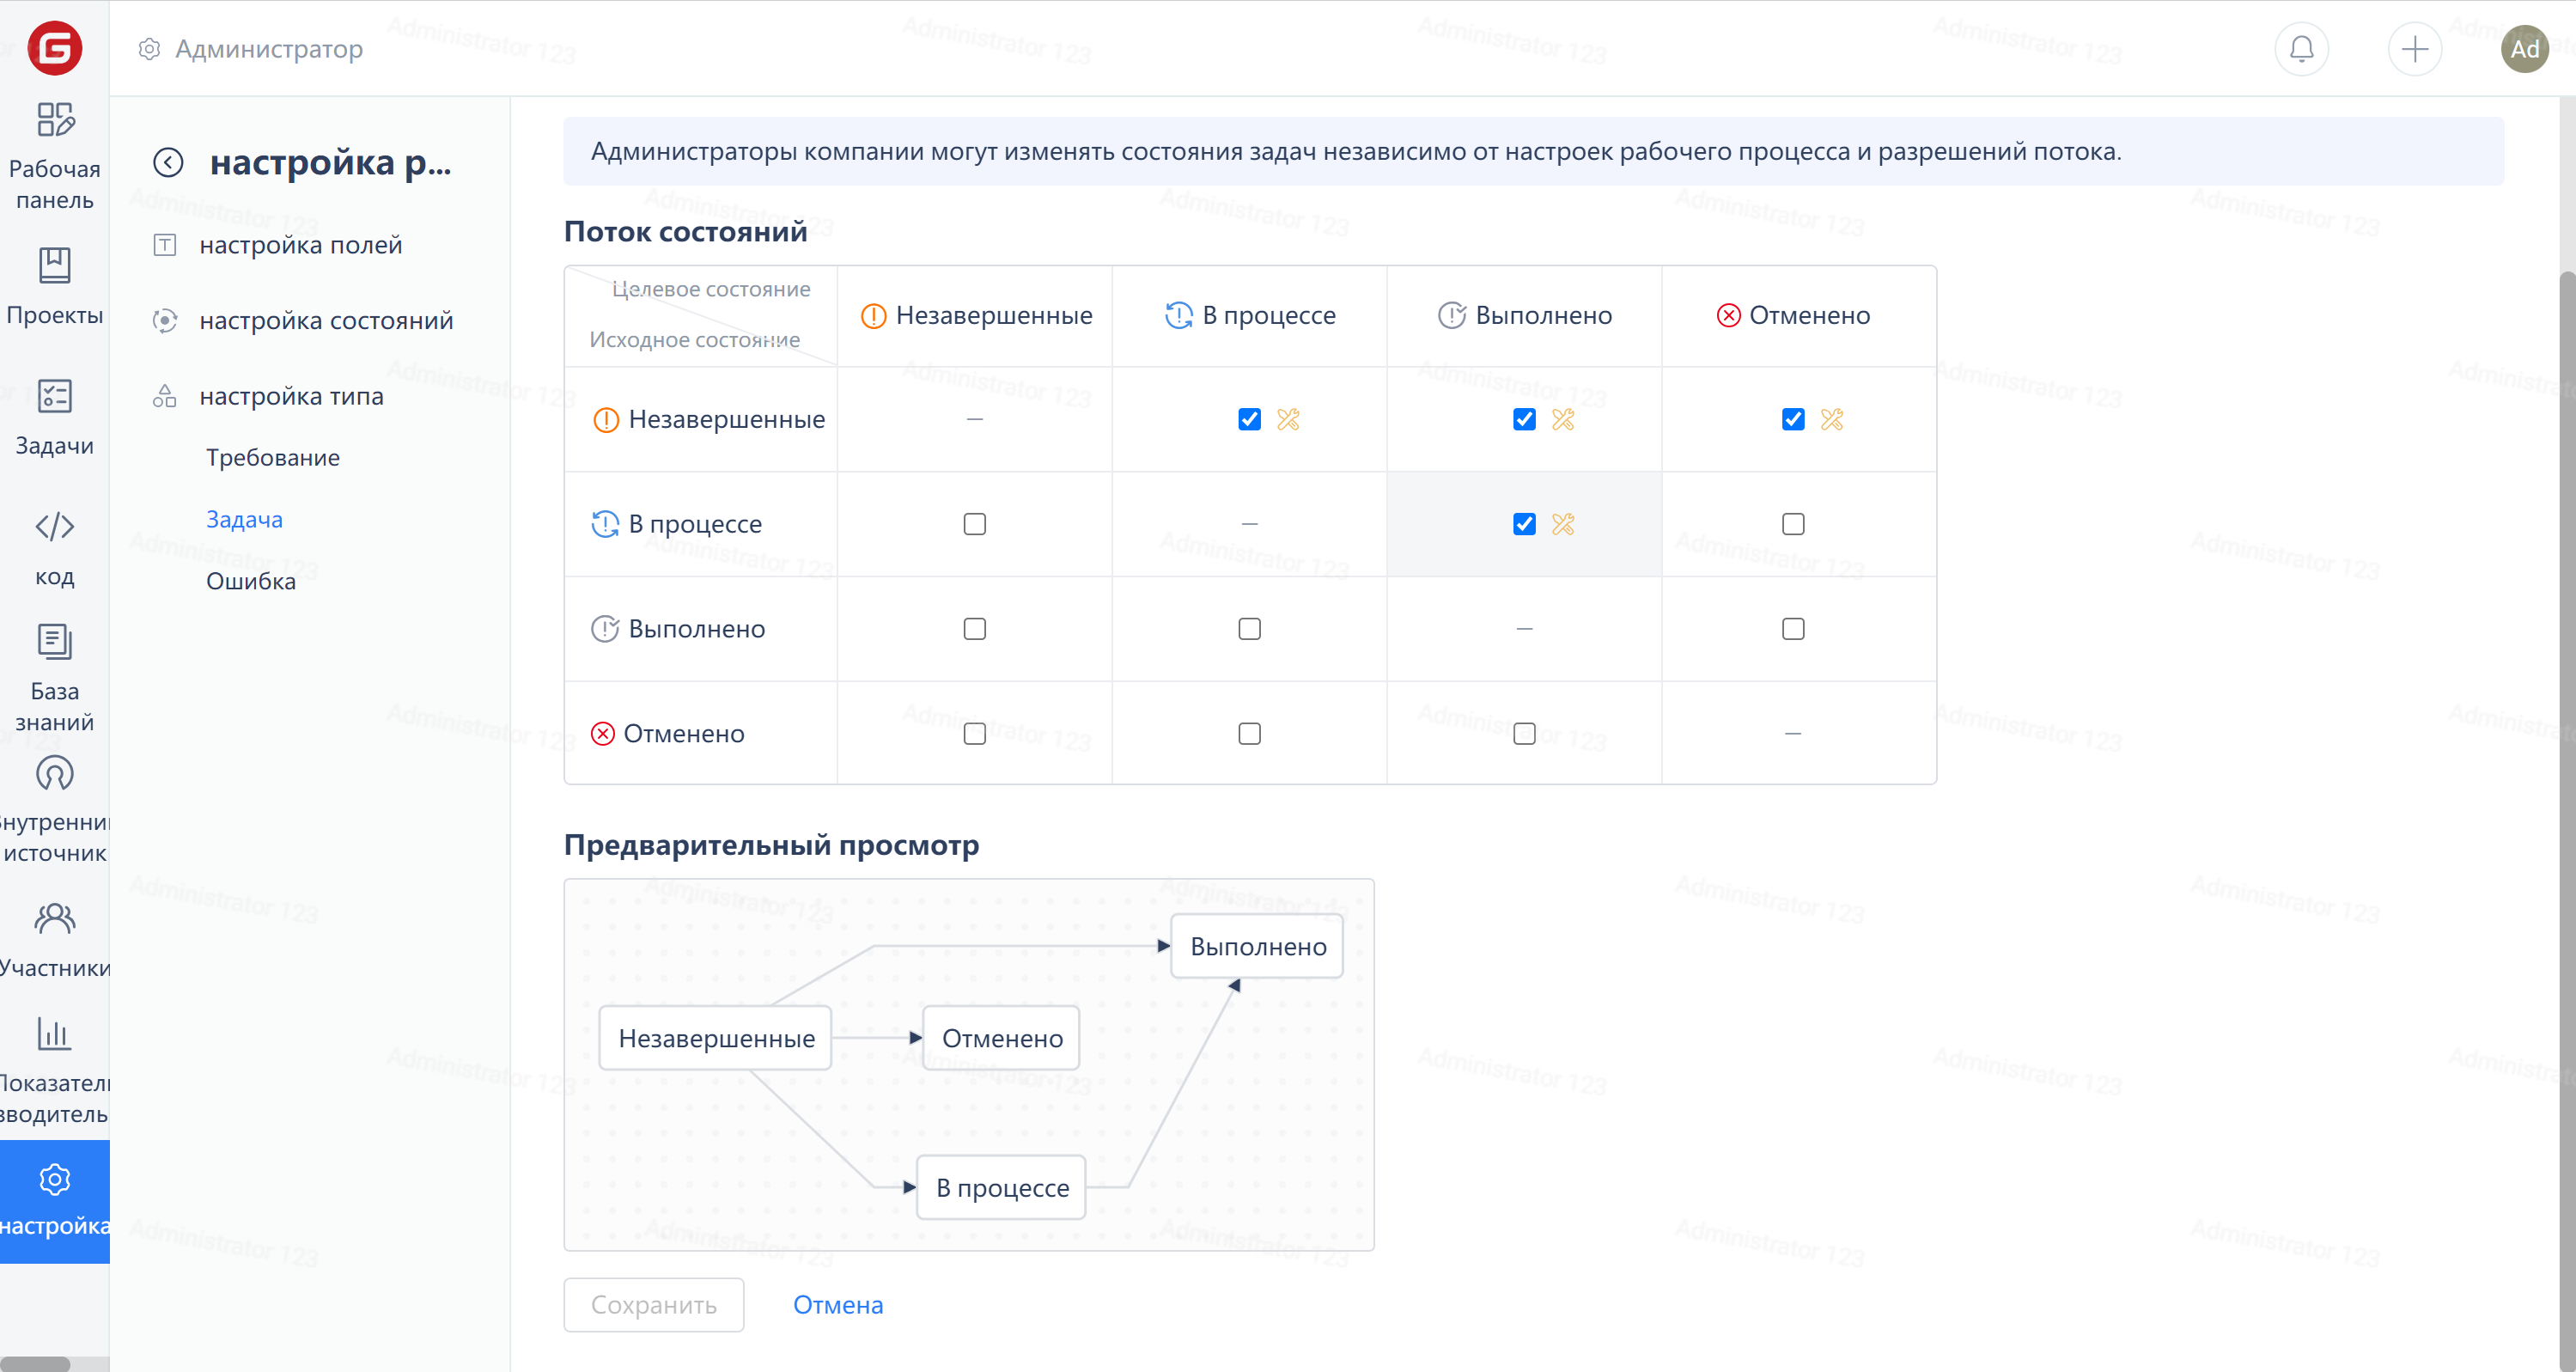 Администратор
Ad
Рабочая
панель
Проекты
Задачи
код
База
знаний
нутренни
источник
Участники
Показател
зводитель
настройка
настройка р...
настройка полей
настройка состояний
настройка типа
Требование
Задача
Ошибка
Администраторы компании могут изменять состояния задач независимо от настроек рабочего процесса и разрешений потока.
Поток состояний
Целевое состояние
Исходное состояние
Незавершенные
В процессе
Выполнено
Отменено
Незавершенные
—
В процессе
—
Выполнено
—
Отменено
—
Предварительный просмотр
Выполнено
Незавершенные
Отменено
В процессе
Сохранить
Отмена
Administrator 123